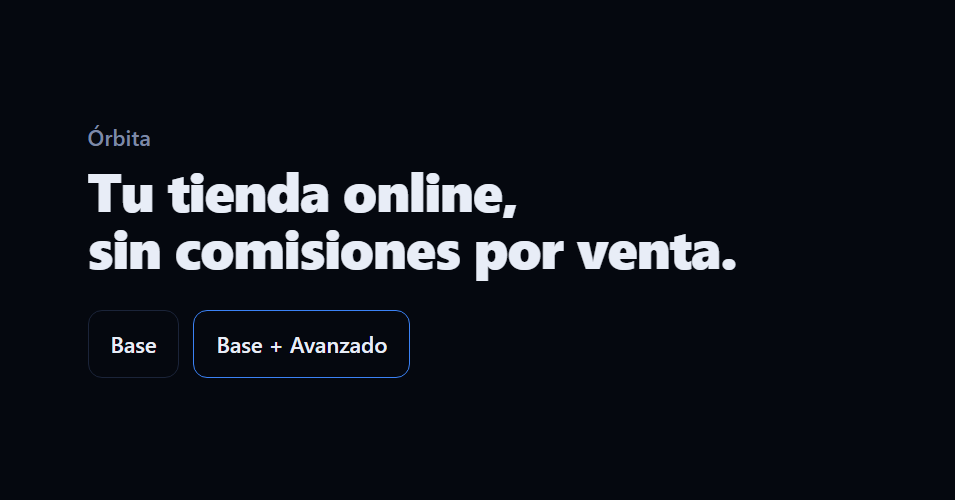 Órbita
Tu tienda online,
sin comisiones por venta.
Base
Base + Avanzado